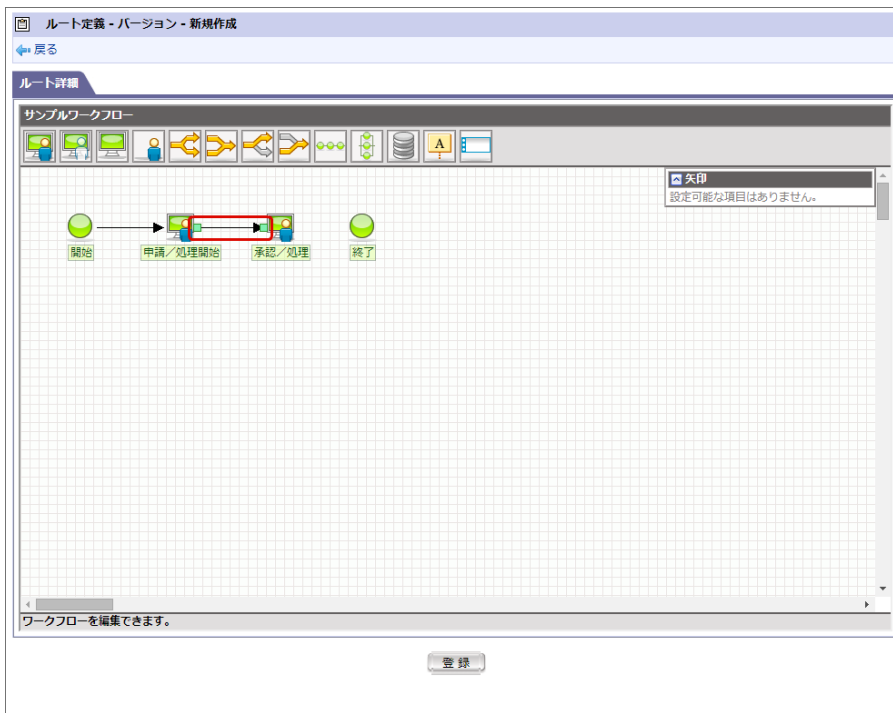 ルート定義 - バージョン - 新規作成
戻る
ルート詳細
サンプルワークフロー
A
矢印
設定可能な項目はありません。
開始
申請／処理開始
承認／処理
終了
ワークフローを編集できます。
登録